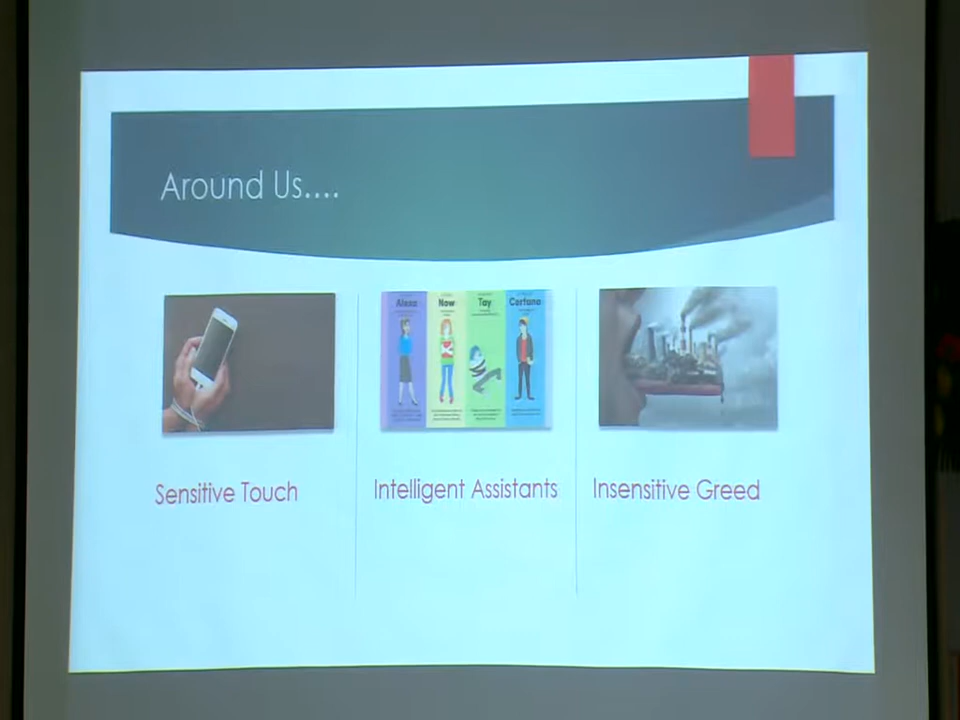 Around Us....
Alexa
Now
Tay
Cortana
Sensitive Touch
Intelligent Assistants
Insensitive Greed